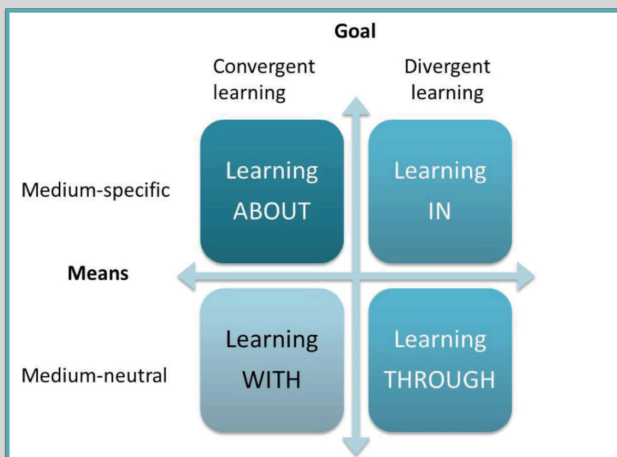 Goal
Convergent
learning
Divergent
learning
Medium-specific
Learning
ABOUT
Learning
IN
Means
Medium-neutral
Learning
WITH
Learning
THROUGH